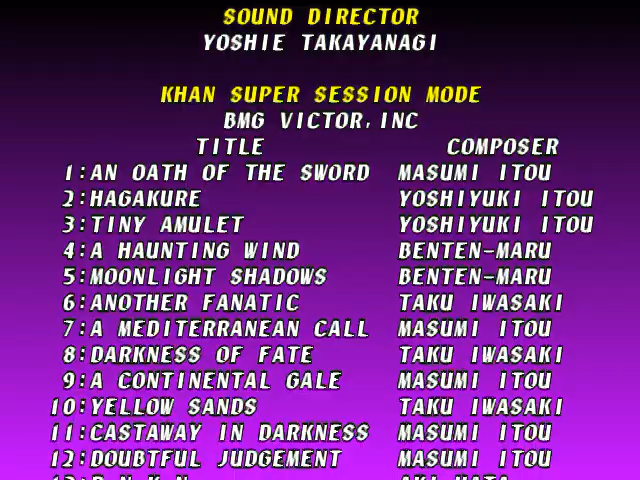 SOUND DIRECTOR
YOSHIE TAKAYANAGI
KHAN SUPER SESSION MODE
BMG VICTOR, INC
TITLE COMPOSER
1:AN OATH OF THE SWORD MASUMI ITOU
2:HAGAKURE YOSHIYUKI ITOU
3:TINY AMULET YOSHIYUKI ITOU
4:A HAUNTING WIND BENTEN-MARU
5:MOONLIGHT SHADOWS BENTEN-MARU
6:ANOTHER FANATIC TAKU IWASAKI
7:A MEDITERRANEAN CALL MASUMI ITOU
8:DARKNESS OF FATE TAKU IWASAKI
9:A CONTINENTAL GALE MASUMI ITOU
10:YELLOW SANDS TAKU IWASAKI
11:CASTAWAY IN DARKNESS MASUMI ITOU
12:DOUBTFUL JUDGEMENT MASUMI ITOU